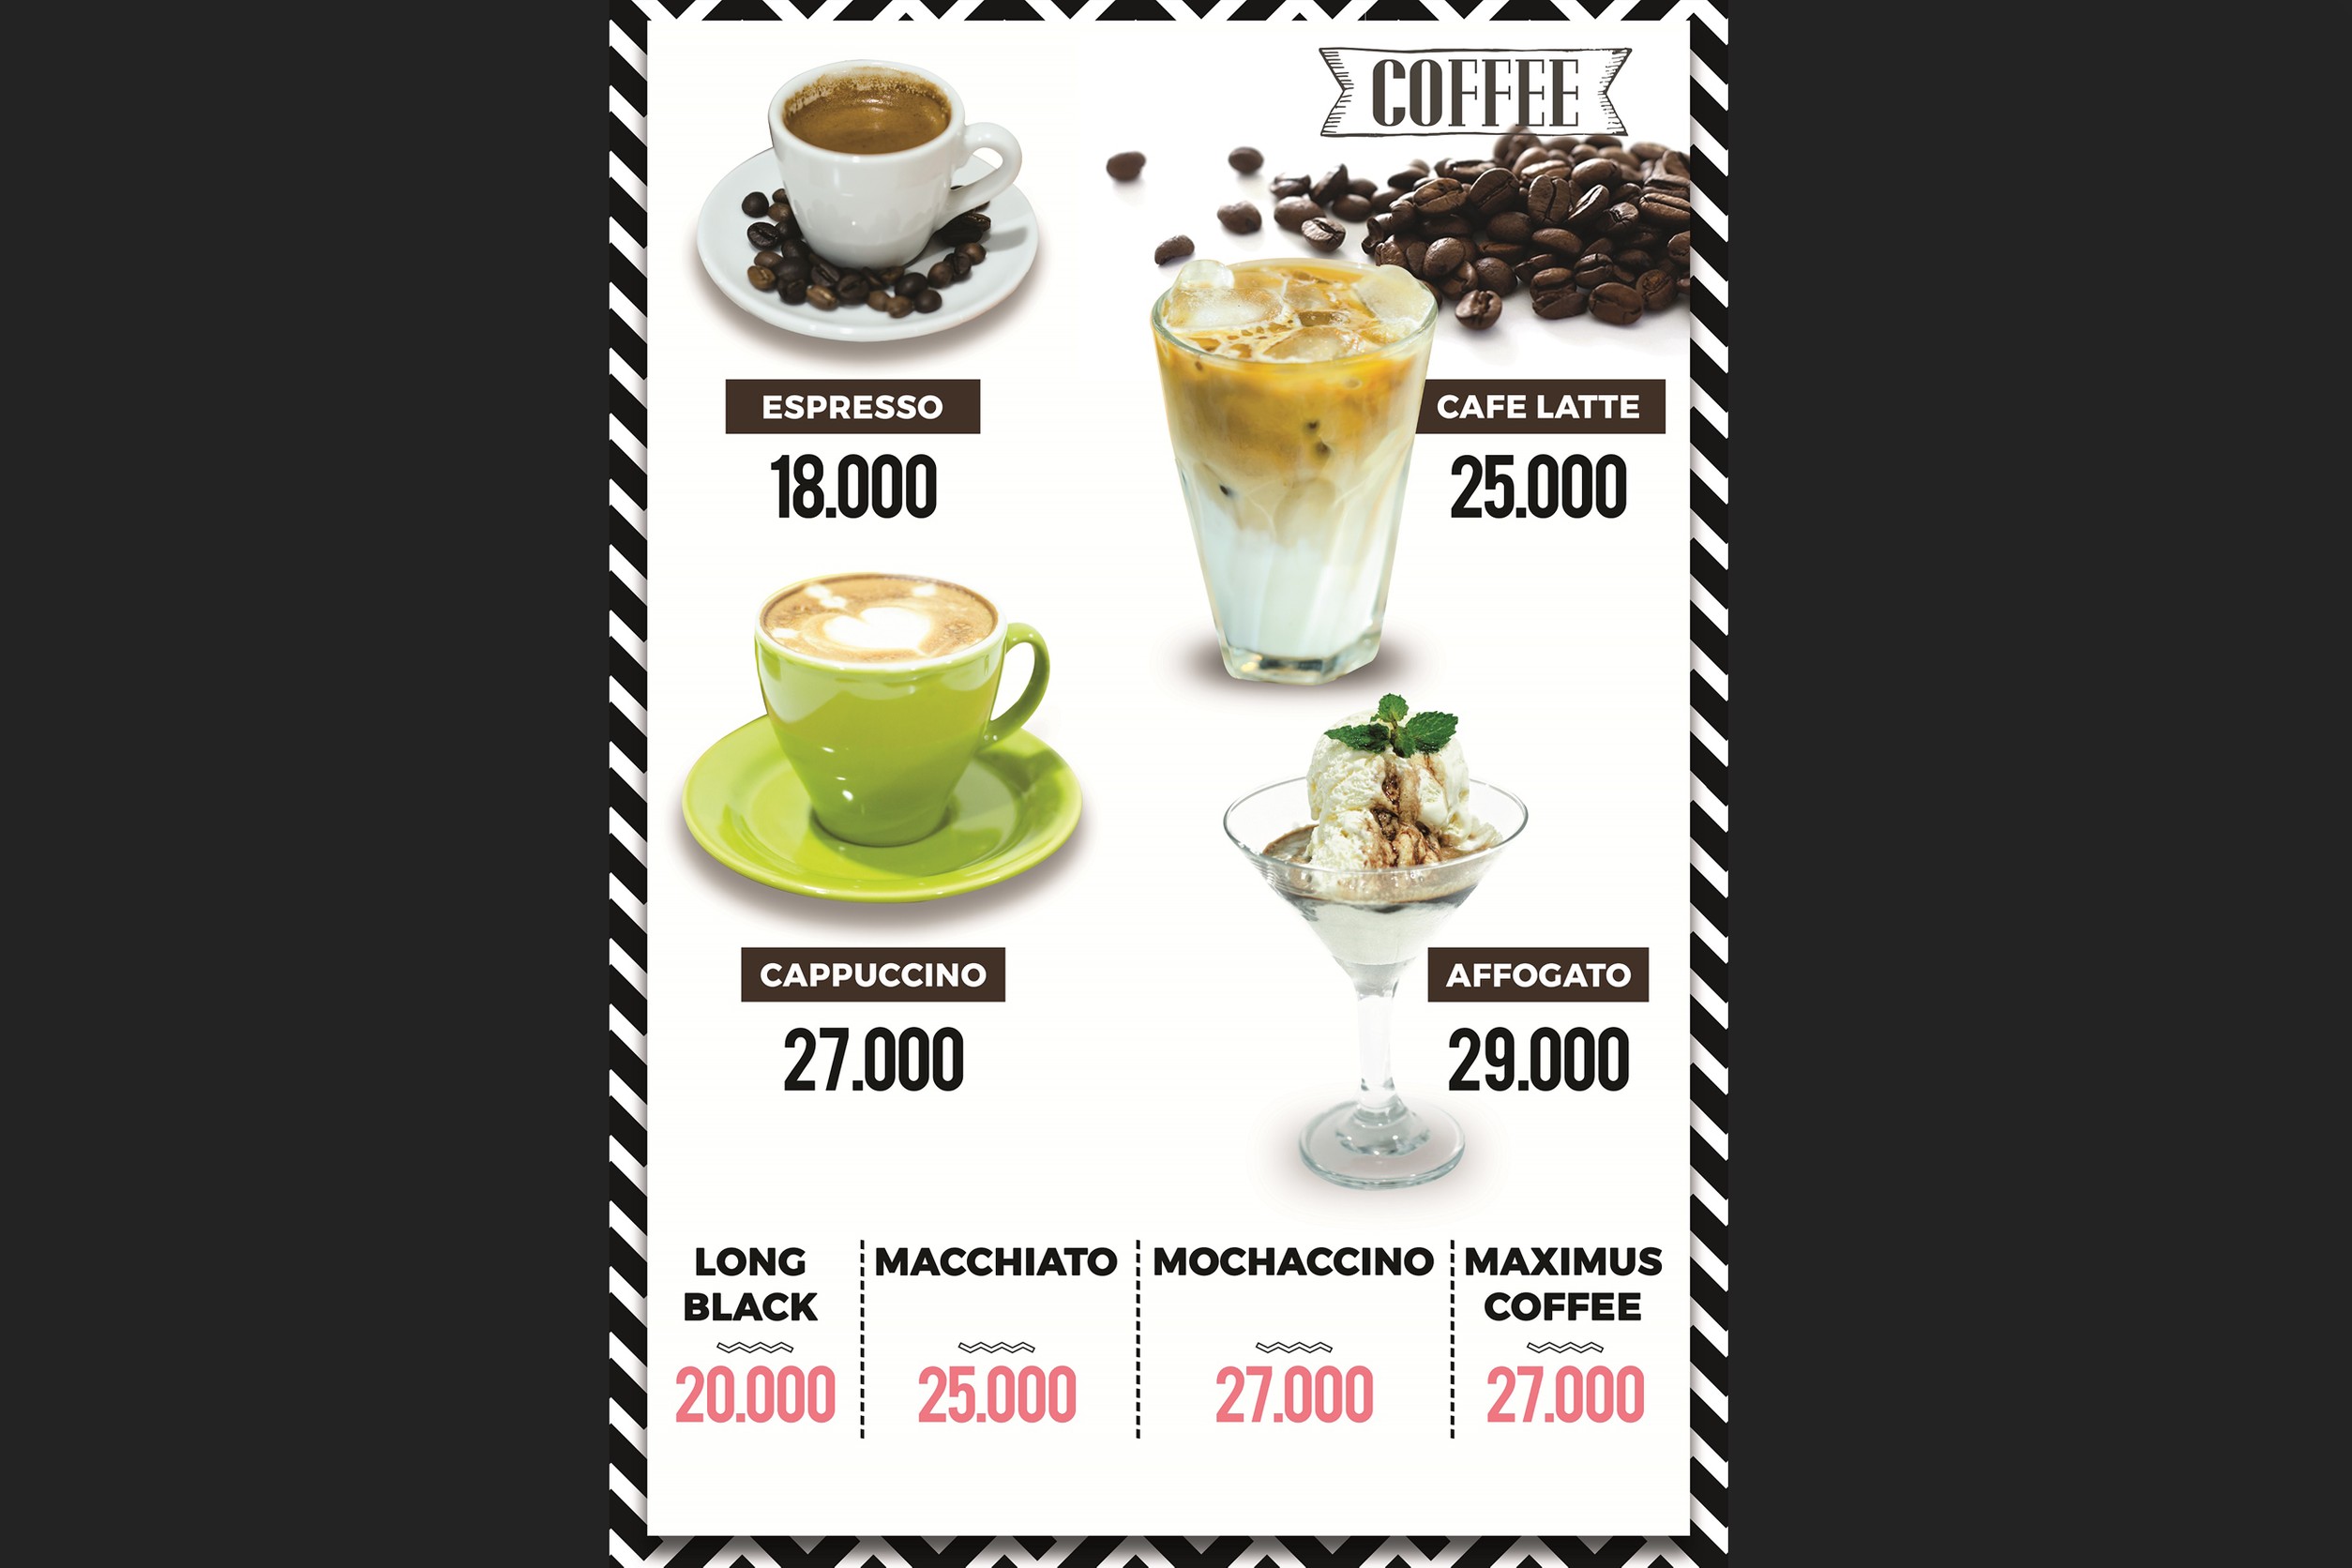 COFFEE
ESPRESSO
18.000
CAFE LATTE
25.000
CAPPUCCINO
27.000
AFFOGATO
29.000
LONG
BLACK
20.000
MACCHIATO
25.000
MOCHACCINO
27.000
MAXIMUS
COFFEE
27.000